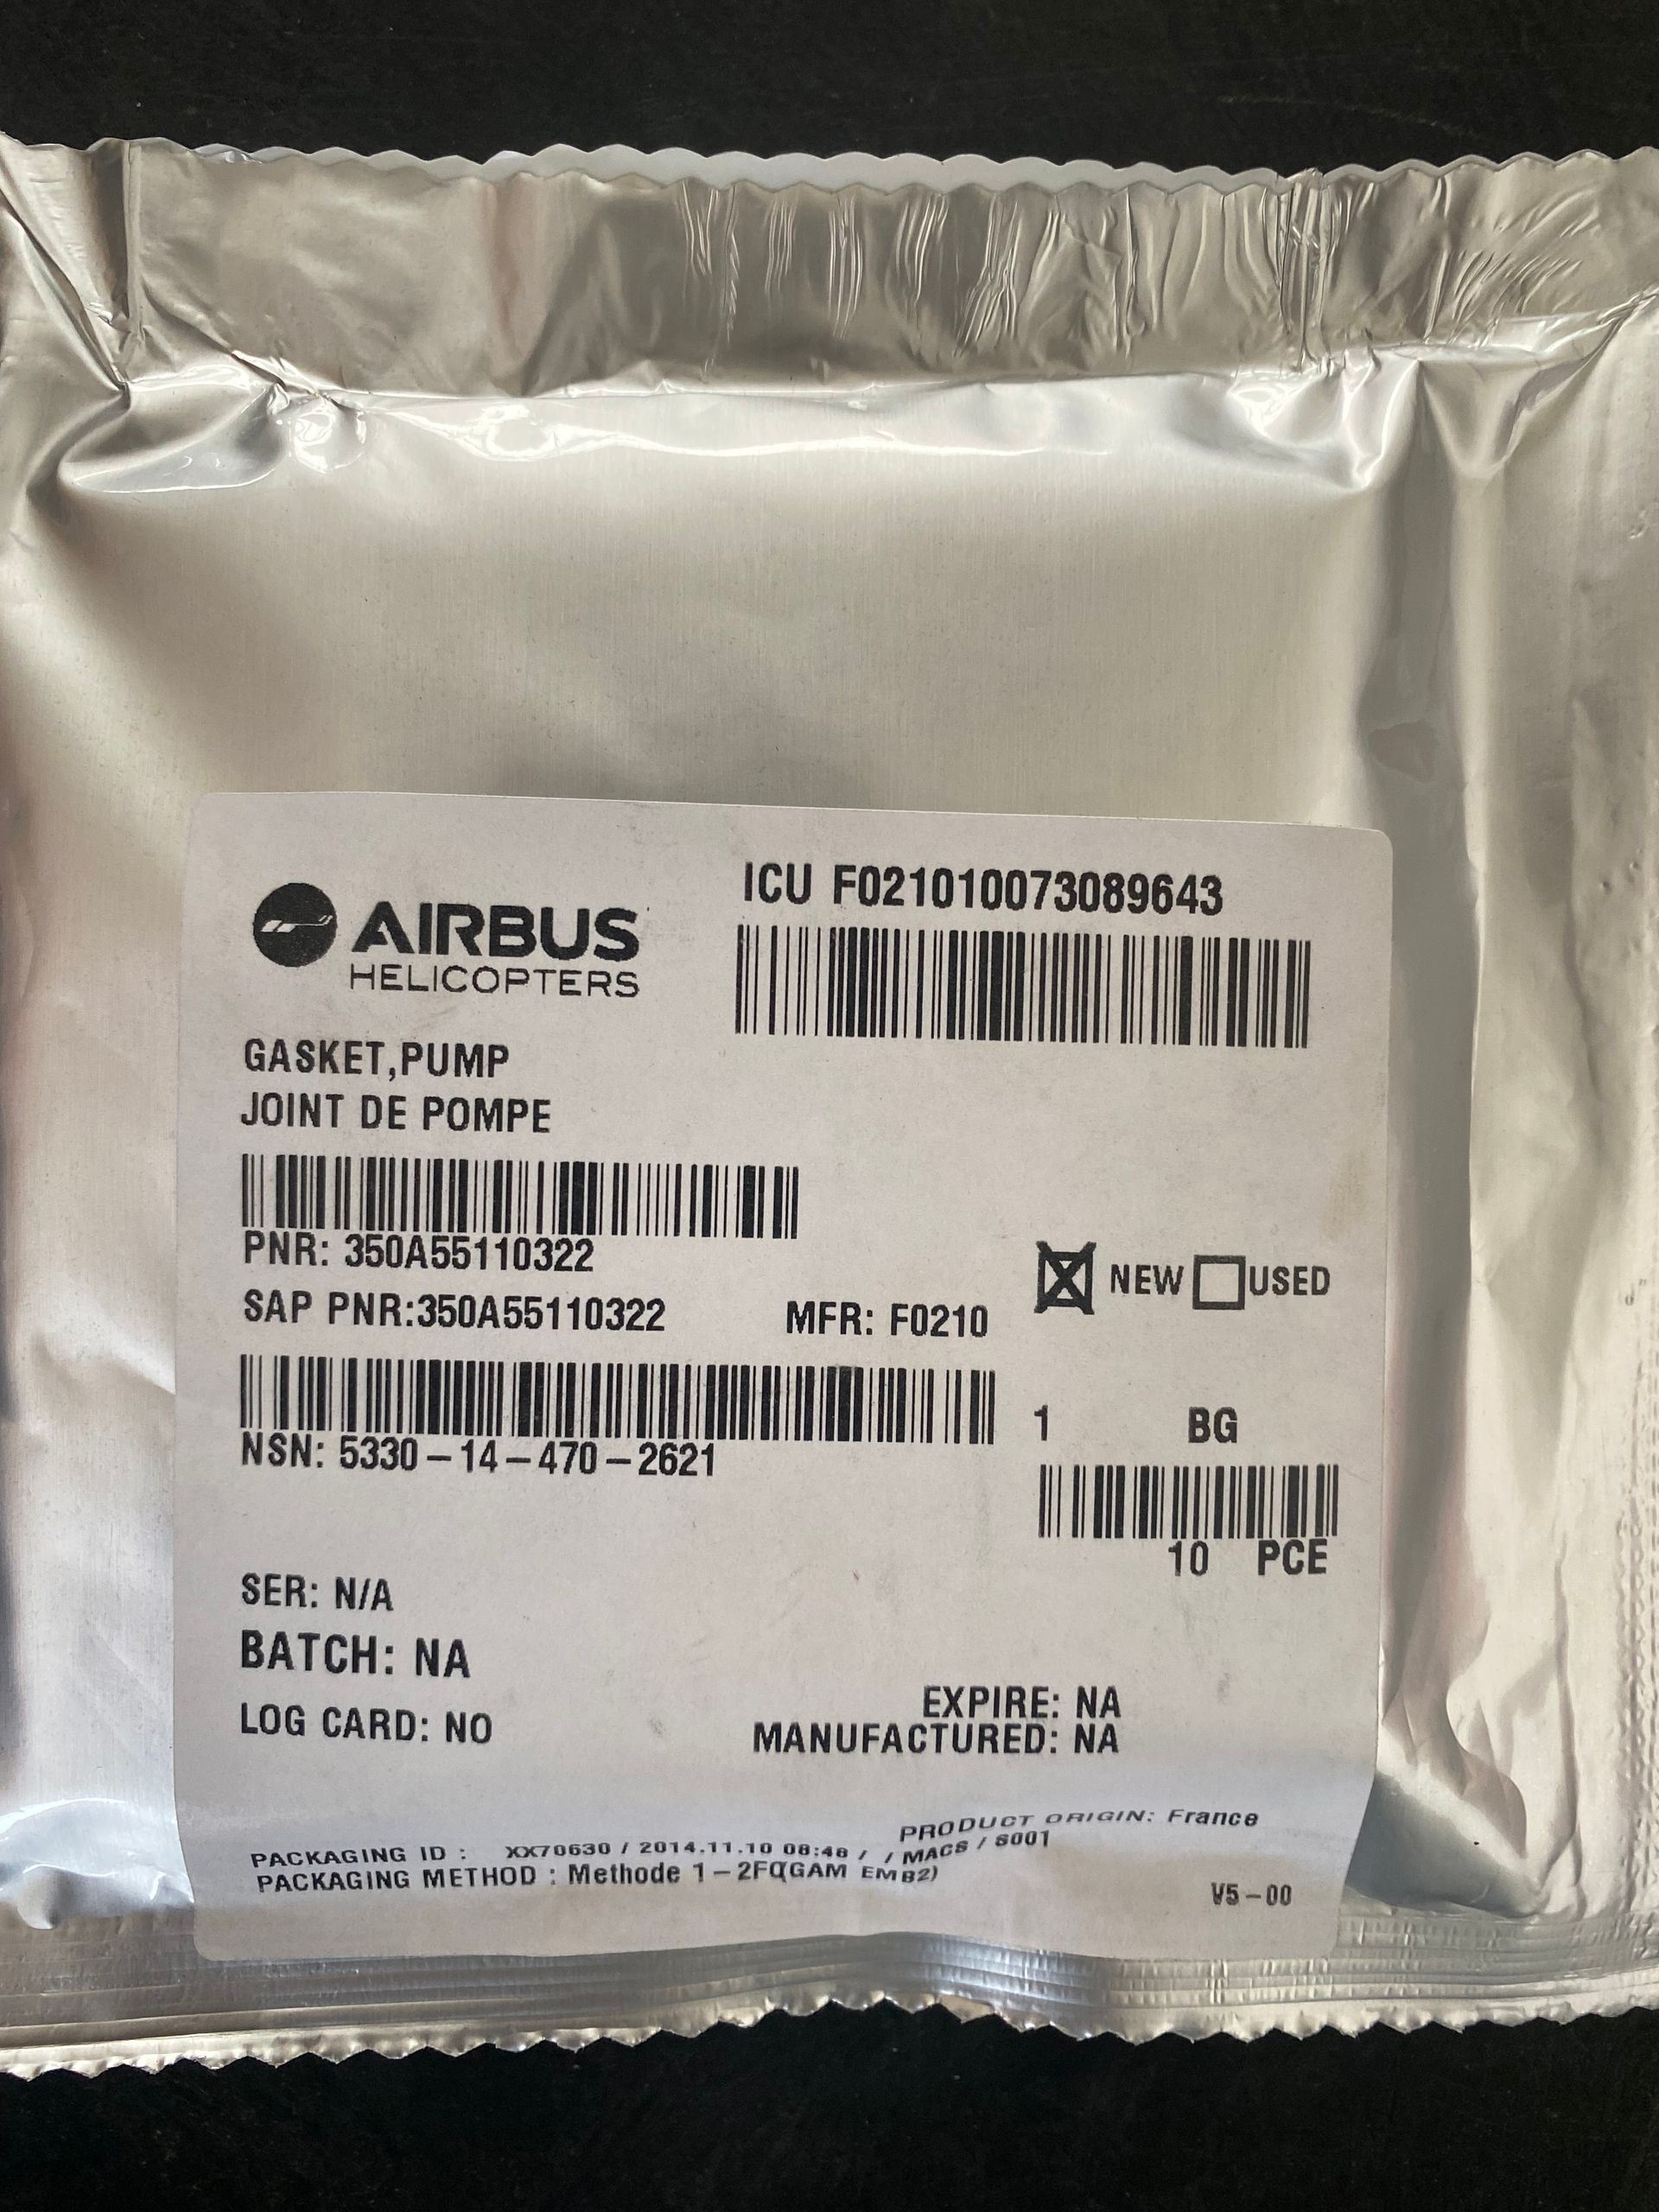 AIRBUS
HELICOPTERS
ICU F021010073089643
GASKET,PUMP
JOINT DE POMPE
PNR: 350A55110322
SAP PNR:350A55110322 MFR: F0210
NEW USED
NSN: 5330-14-470-2621
1 BG
10 PCE
SER: N/A
BATCH: NA
LOG CARD: NO
EXPIRE: NA
MANUFACTURED: NA
PRODUCT ORIGIN: France
PACKAGING ID : XX70630 / 2014.11.10 08:48 / / MACS / S001
PACKAGING METHOD : Methode 1-2FQ(GAM EMB2)
V5-00